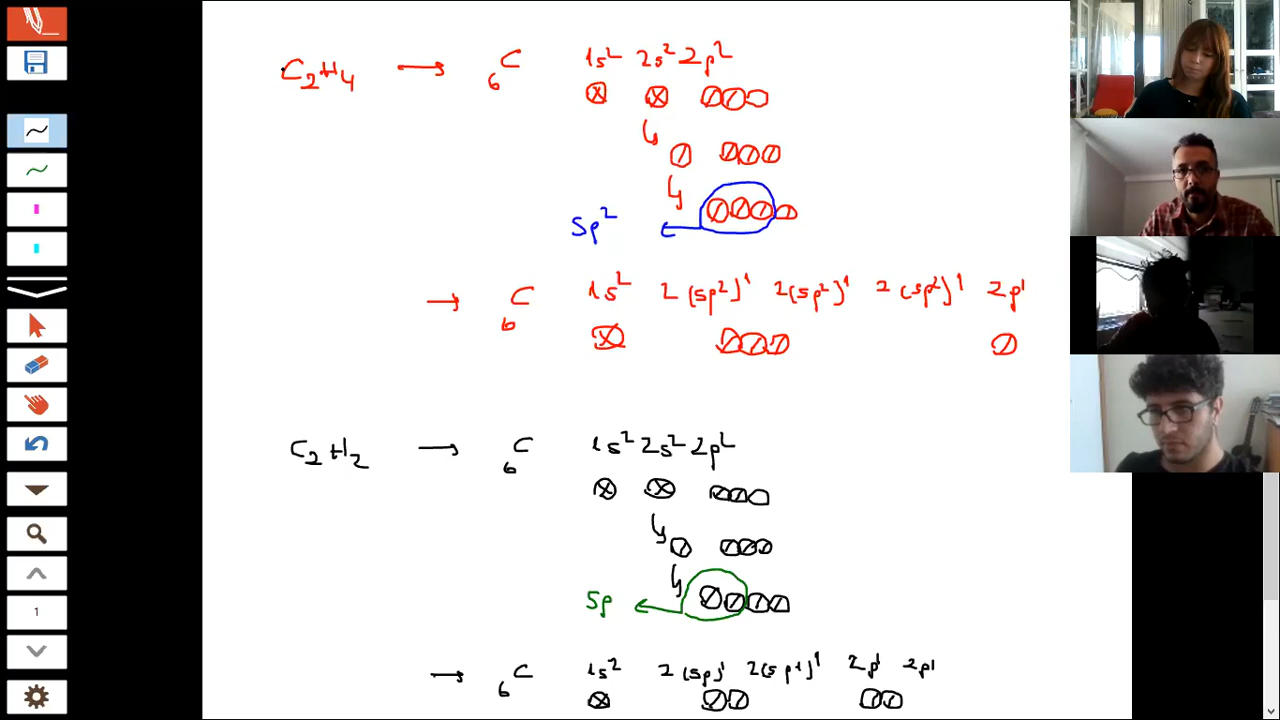 C₂H₄ → ₆C 1s² 2s² 2p²
sp²
→ ₆C 1s² 2(sp²)¹ 2(sp²)¹ 2(sp²)¹ 2p¹
C₂H₂ → ₆C 1s² 2s² 2p²
sp
→ ₆C 1s² 2(sp)¹ 2(sp)¹ 2p¹ 2p¹
1